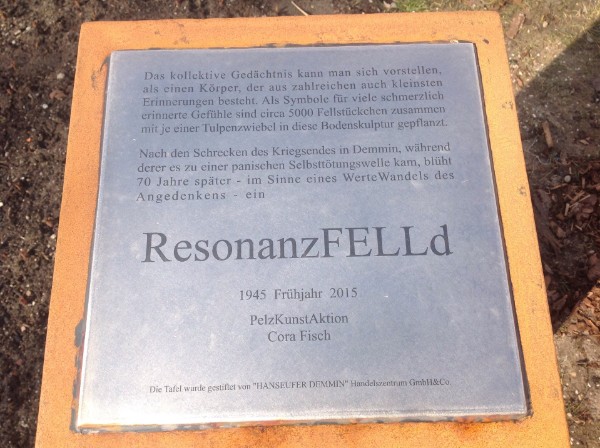 Das kollektive Gedächtnis kann man sich vorstellen,
als einen Körper, der aus zahlreichen auch kleinsten
Erinnerungen besteht. Als Symbole für viele schmerzlich
erinnerte Gefühle sind circa 5000 Fellstückchen zusammen
mit je einer Tulpenzwiebel in diese Bodenskulptur gepflanzt.
Nach den Schrecken des Kriegsendes in Demmin, während
derer es zu einer panischen Selbsttötungswelle kam, blüht
70 Jahre später - im Sinne eines WerteWandels des
Angedenkens - ein
ResonanzFELLd
1945 Frühjahr 2015
PelzKunstAktion
Cora Fisch
Die Tafel wurde gestiftet von "HANSEUFER DEMMIN" Handelszentrum GmbH&Co.